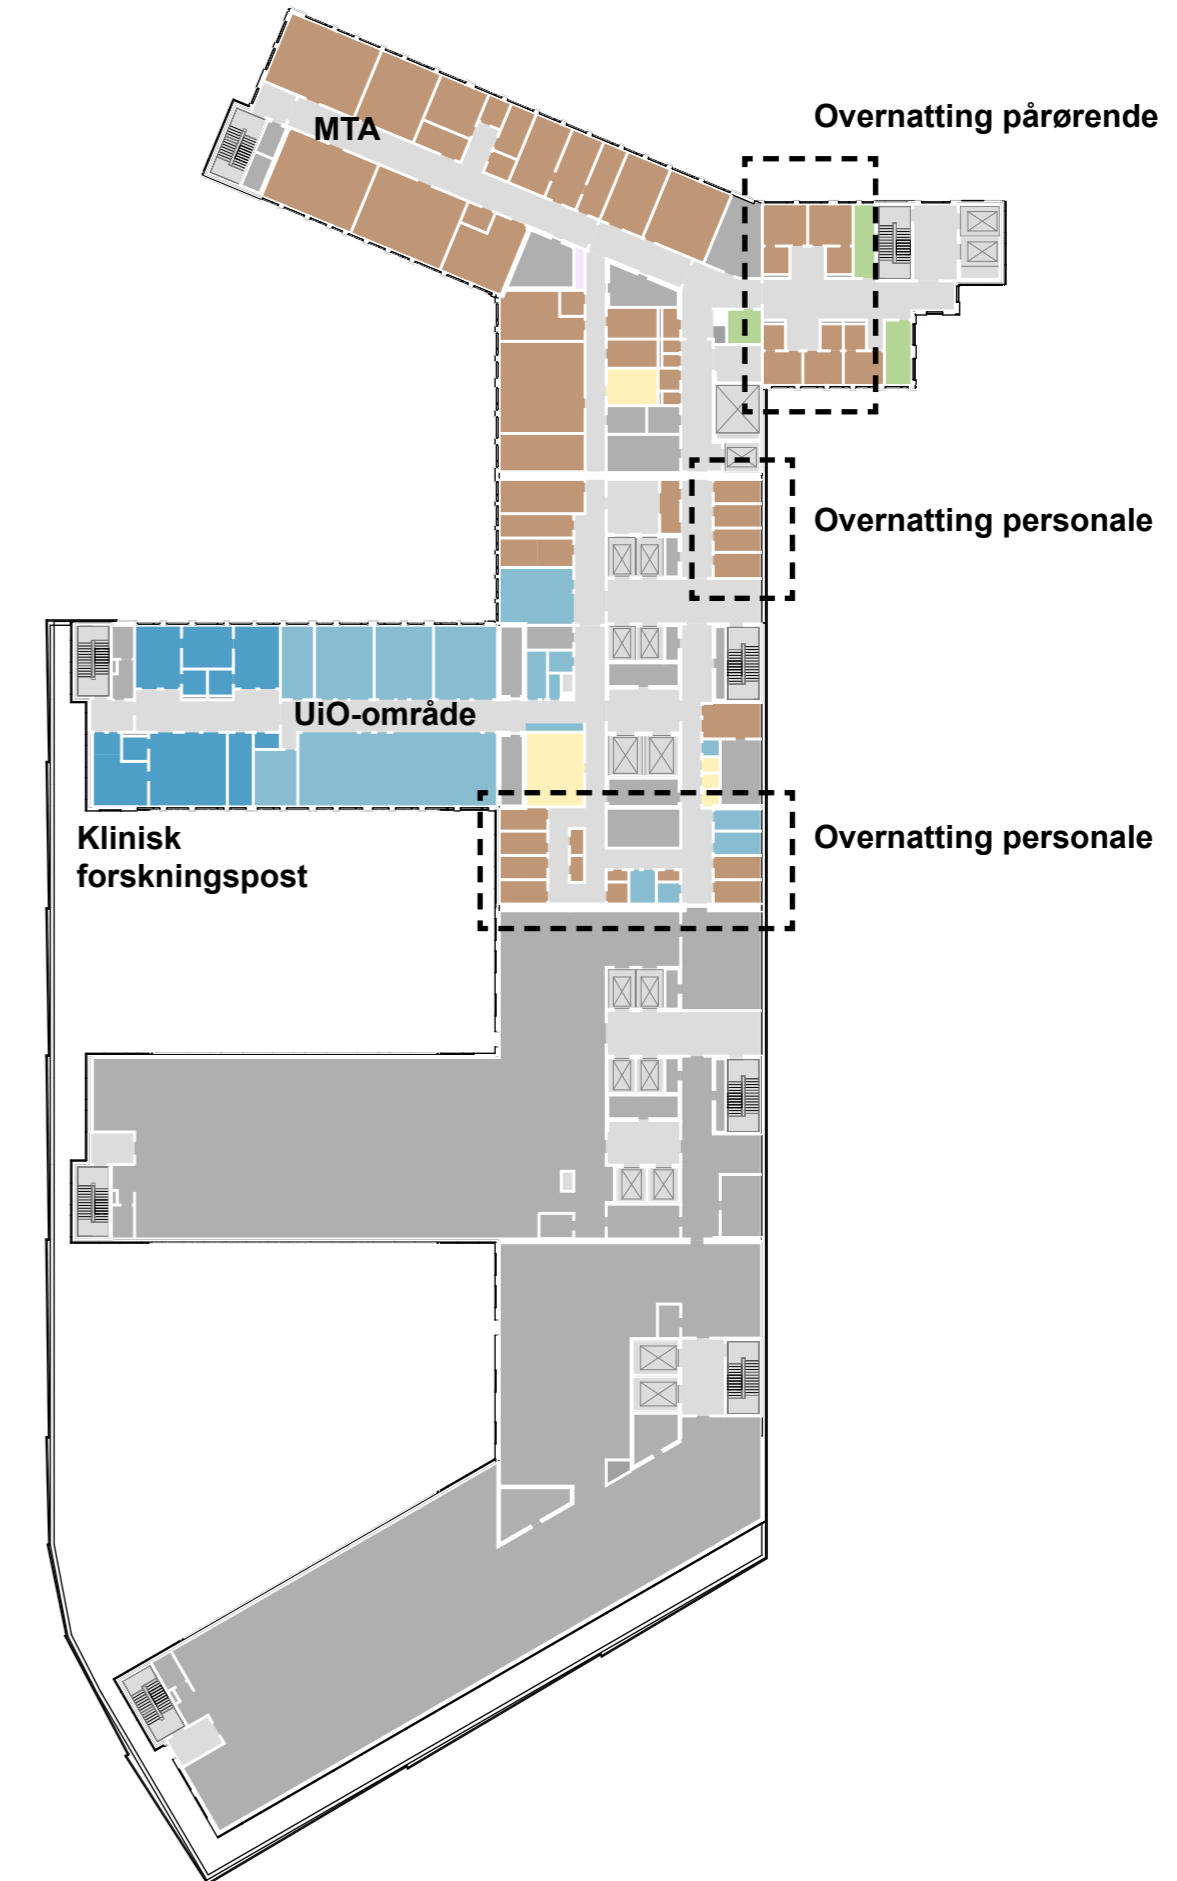 Overnatting pårørende
MTA
Overnatting personale
UiO-område
Klinisk
forskningspost
Overnatting personale